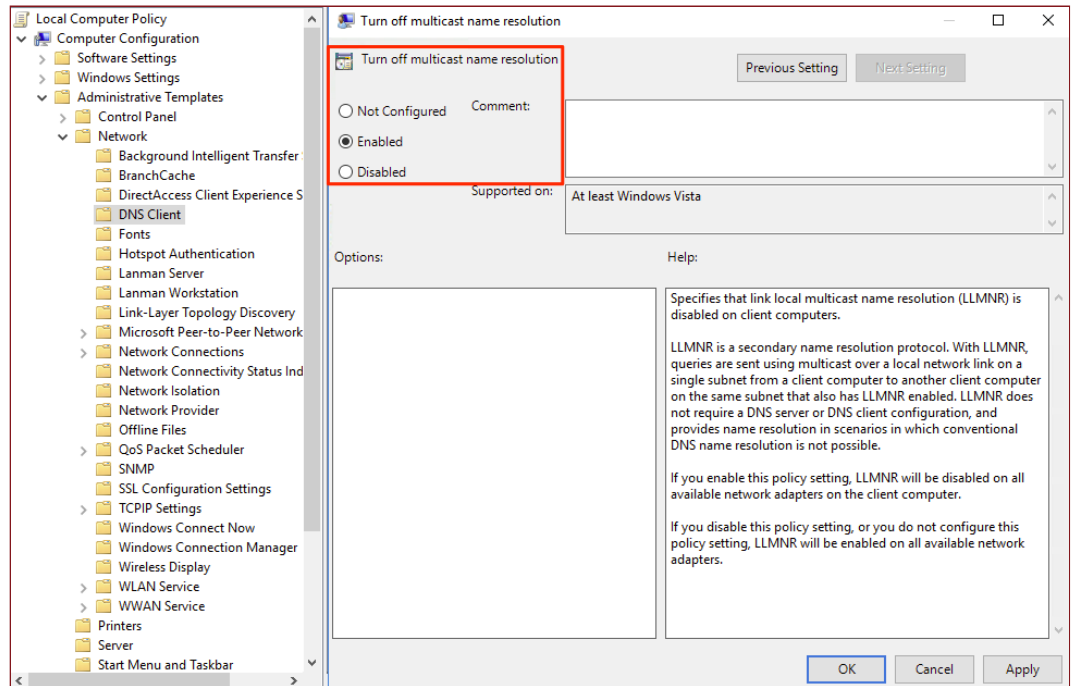 Local Computer Policy
Computer Configuration
Software Settings
Windows Settings
Administrative Templates
Control Panel
Network
Background Intelligent Transfer
BranchCache
DirectAccess Client Experience S
DNS Client
Fonts
Hotspot Authentication
Lanman Server
Lanman Workstation
Link-Layer Topology Discovery
Microsoft Peer-to-Peer Network
Network Connections
Network Connectivity Status Ind
Network Isolation
Network Provider
Offline Files
QoS Packet Scheduler
SNMP
SSL Configuration Settings
TCPIP Settings
Windows Connect Now
Windows Connection Manager
Wireless Display
WLAN Service
WWAN Service
Printers
Server
Start Menu and Taskbar
Turn off multicast name resolution
Turn off multicast name resolution
Previous Setting
Next Setting
Not Configured
Comment:
Enabled
Disabled
Supported on:
At least Windows Vista
Options:
Help:
Specifies that link local multicast name resolution (LLMNR) is
disabled on client computers.
LLMNR is a secondary name resolution protocol. With LLMNR,
queries are sent using multicast over a local network link on a
single subnet from a client computer to another client computer
on the same subnet that also has LLMNR enabled. LLMNR does
not require a DNS server or DNS client configuration, and
provides name resolution in scenarios in which conventional
DNS name resolution is not possible.
If you enable this policy setting, LLMNR will be disabled on all
available network adapters on the client computer.
If you disable this policy setting, or you do not configure this
policy setting, LLMNR will be enabled on all available network
adapters.
OK
Cancel
Apply